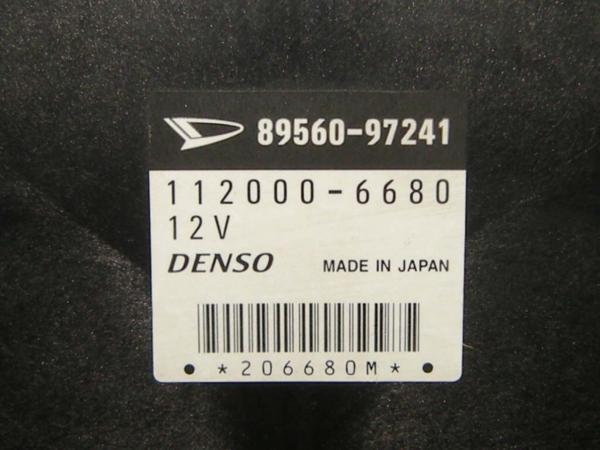 89560-97241
112000-6680
12V
DENSO MADE IN JAPAN
*206680M*